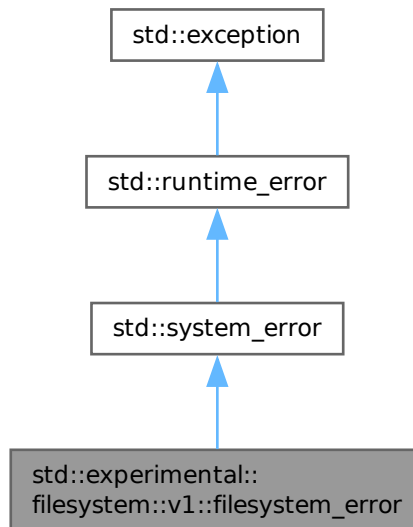 std::exception
std::runtime_error
std::system_error
std::experimental::
filesystem::v1::filesystem_error